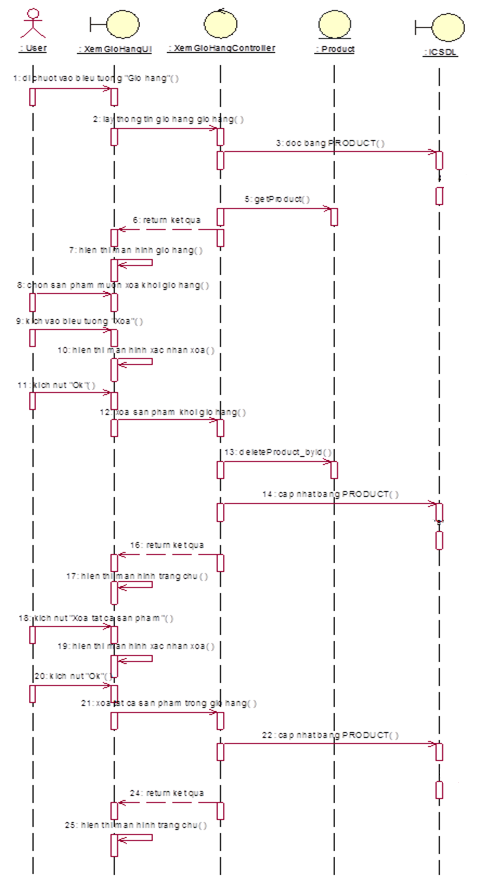 : User
: XemGioHangUI
: XemGioHangController
: Product
: ICSDL
1: di chuot vao bieu tuong "Gio hang"( )
2: lay thong tin gio hang gio hang( )
3: doc bang PRODUCT( )
5: getProduct( )
6: return ket qua
7: hien thi man hinh gio hang( )
8: chon san pham muon xoa khoi gio hang( )
9: kich vao bieu tuong "Xoa"( )
10: hien thi man hinh xac nhan xoa( )
11: kich nut "Ok"( )
12: xoa san pham khoi gio hang( )
13: deleteProduct_byId( )
14: cap nhat bang PRODUCT( )
16: return ket qua
17: hien thi man hinh trang chu( )
18: kich nut "Xoa tat ca san pham"( )
19: hien thi man hinh xac nhan xoa( )
20: kich nut "Ok"( )
21: xoa tat ca san pham trong gio hang( )
22: cap nhat bang PRODUCT( )
24: return ket qua
25: hien thi man hinh trang chu( )